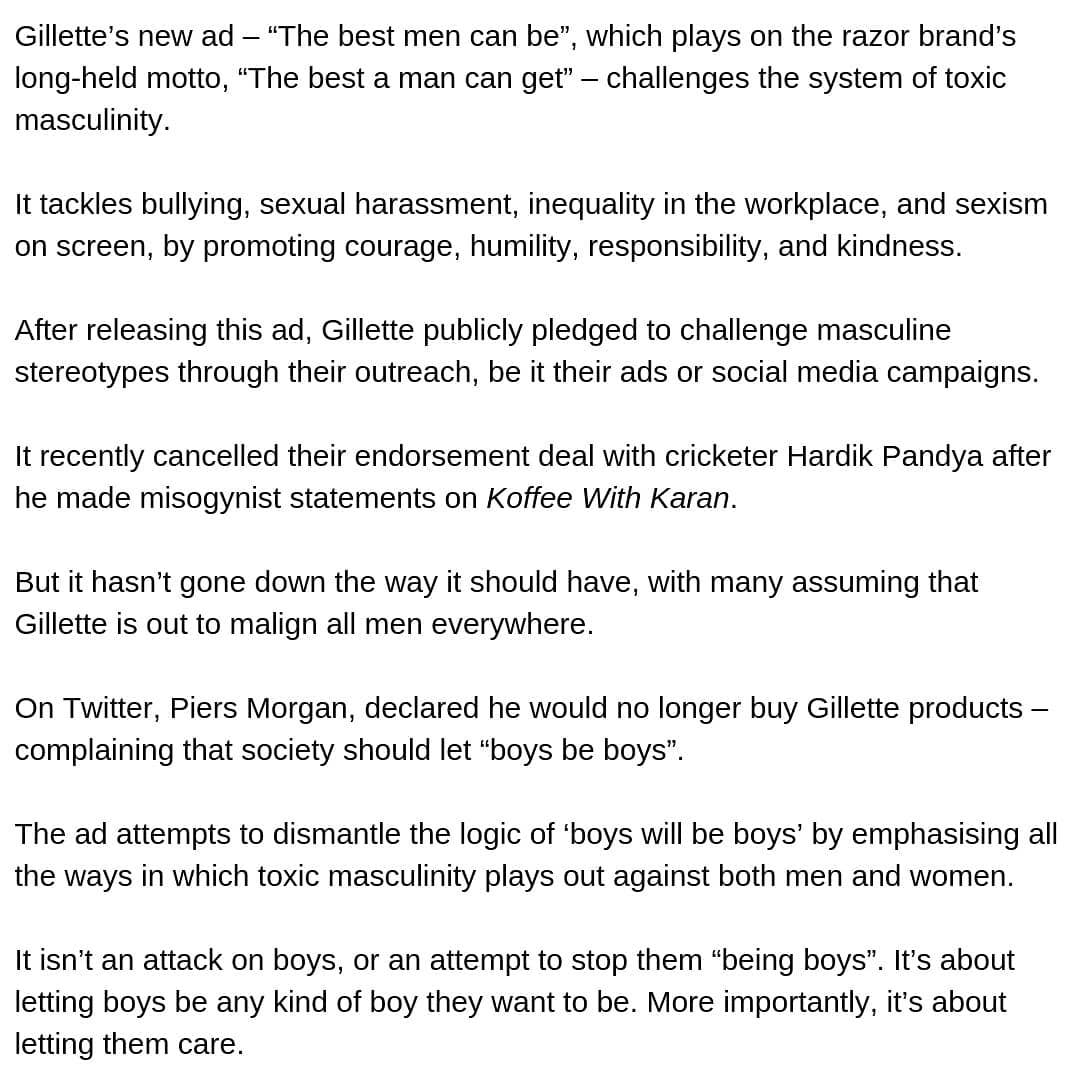 Gillette’s new ad – “The best men can be”, which plays on the razor brand’s
long-held motto, “The best a man can get” – challenges the system of toxic
masculinity.
It tackles bullying, sexual harassment, inequality in the workplace, and sexism
on screen, by promoting courage, humility, responsibility, and kindness.
After releasing this ad, Gillette publicly pledged to challenge masculine
stereotypes through their outreach, be it their ads or social media campaigns.
It recently cancelled their endorsement deal with cricketer Hardik Pandya after
he made misogynist statements on Koffee With Karan.
But it hasn’t gone down the way it should have, with many assuming that
Gillette is out to malign all men everywhere.
On Twitter, Piers Morgan, declared he would no longer buy Gillette products –
complaining that society should let “boys be boys”.
The ad attempts to dismantle the logic of ‘boys will be boys’ by emphasising all
the ways in which toxic masculinity plays out against both men and women.
It isn’t an attack on boys, or an attempt to stop them “being boys”. It’s about
letting boys be any kind of boy they want to be. More importantly, it’s about
letting them care.